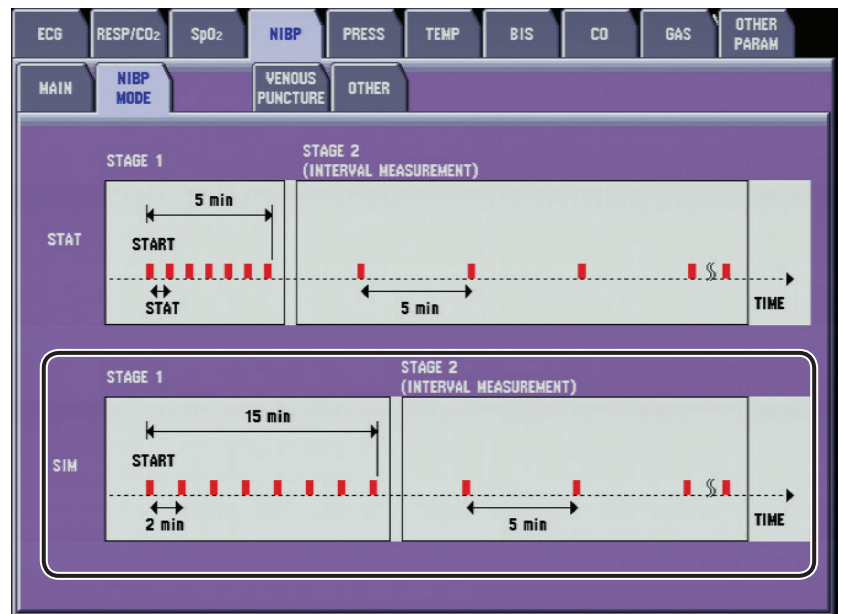 ECG RESP/CO2 SpO2 NIBP PRESS TEMP BIS CO GAS OTHER PARAM
MAIN NIBP MODE VENOUS PUNCTURE OTHER
STAGE 1
STAGE 2
(INTERVAL MEASUREMENT)
5 min
STAT
START
STAT
5 min
TIME
STAGE 1
STAGE 2
(INTERVAL MEASUREMENT)
15 min
SIM
START
2 min
5 min
TIME